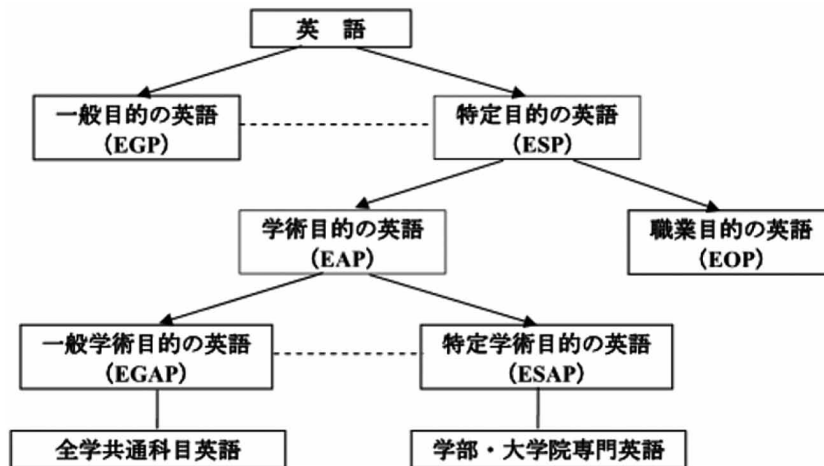 英 語
一般目的の英語
(EGP)
特定目的の英語
(ESP)
学術目的の英語
(EAP)
職業目的の英語
(EOP)
一般学術目的の英語
(EGAP)
特定学術目的の英語
(ESAP)
全学共通科目英語
学部・大学院専門英語